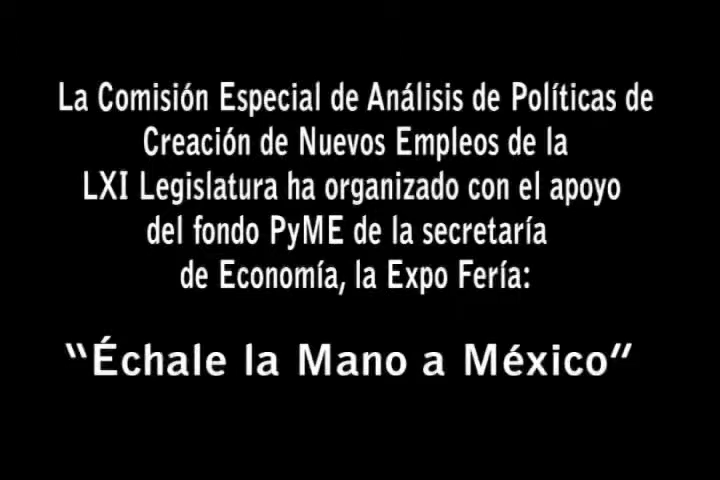 La Comisión Especial de Análisis de Políticas de
Creación de Nuevos Empleos de la
LXI Legislatura ha organizado con el apoyo
del fondo PyME de la secretaría
de Economía, la Expo Fería:
“Échale la Mano a México”